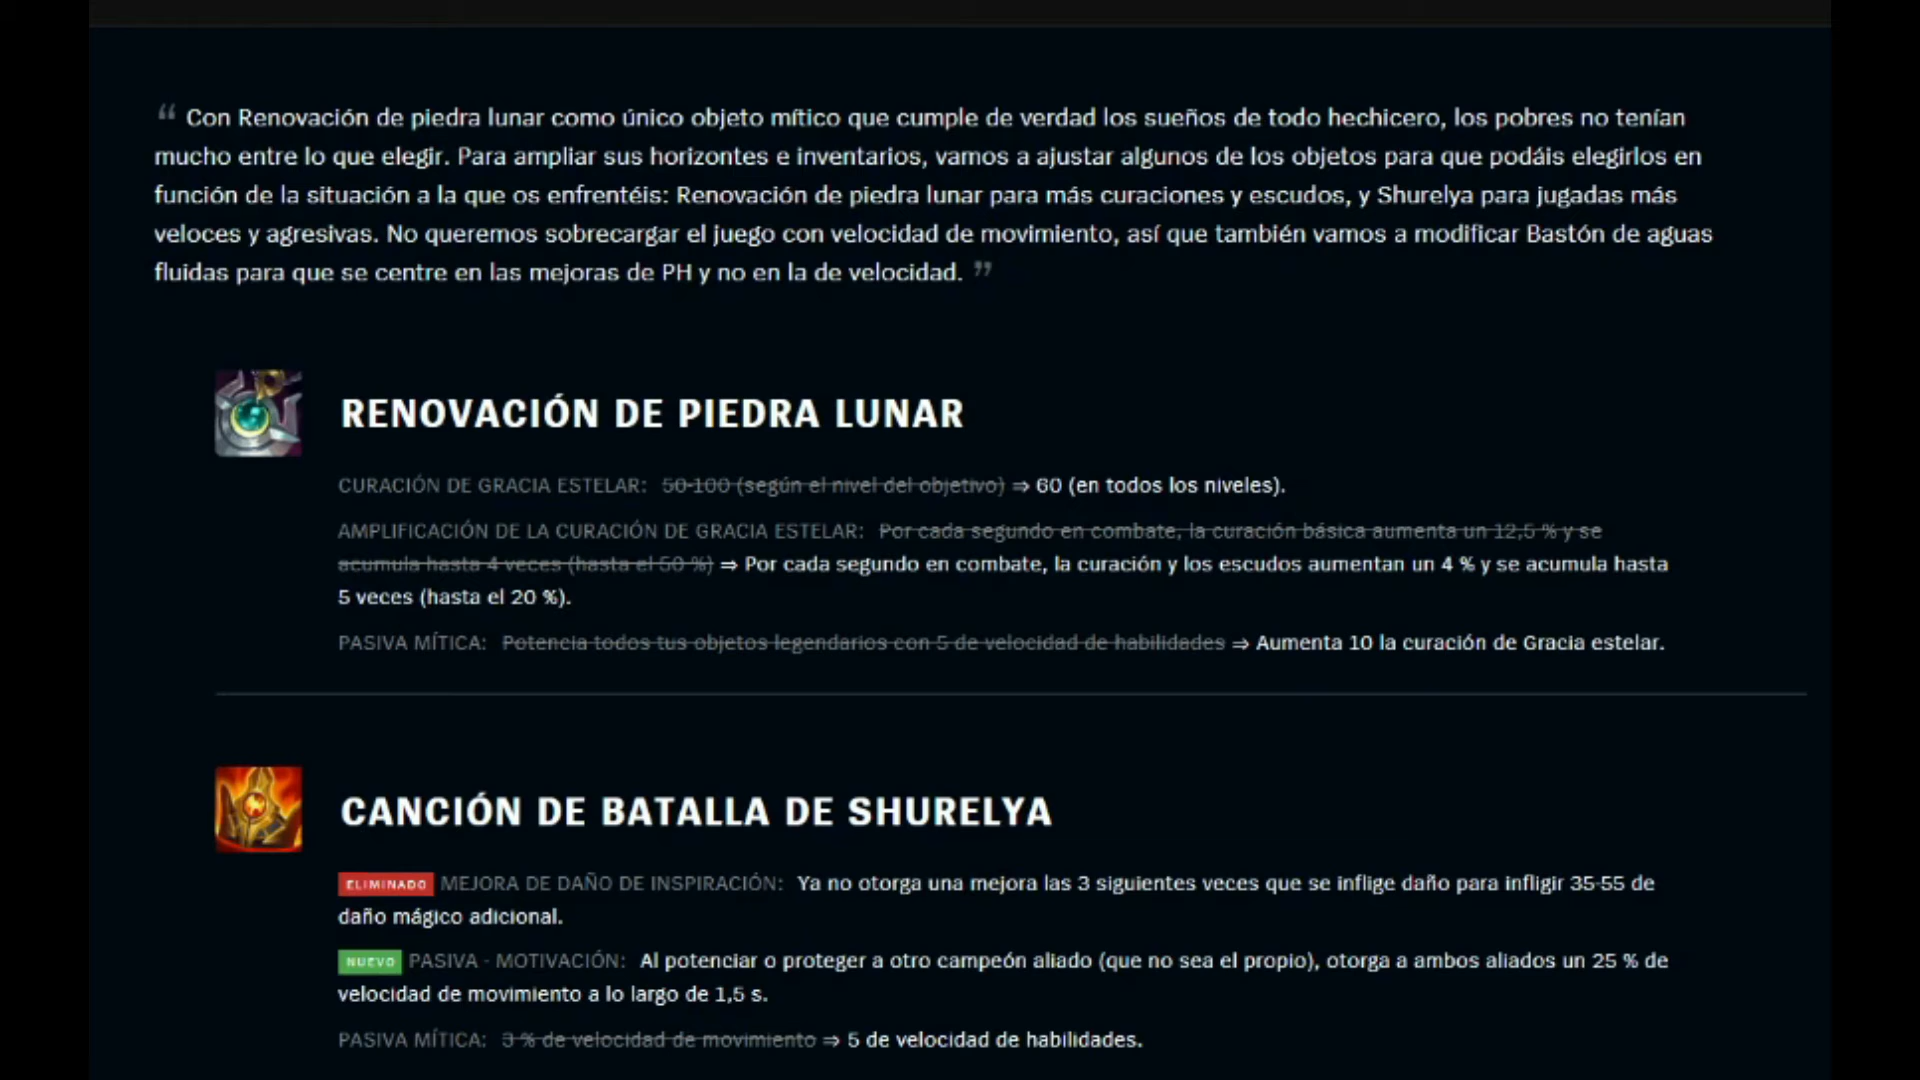 “ Con Renovación de piedra lunar como único objeto mítico que cumple de verdad los sueños de todo hechicero, los pobres no tenían
mucho entre lo que elegir. Para ampliar sus horizontes e inventarios, vamos a ajustar algunos de los objetos para que podáis elegirlos en
función de la situación a la que os enfrentéis: Renovación de piedra lunar para más curaciones y escudos, y Shurelya para jugadas más
veloces y agresivas. No queremos sobrecargar el juego con velocidad de movimiento, así que también vamos a modificar Bastón de aguas
fluidas para que se centre en las mejoras de PH y no en la de velocidad. ”
RENOVACIÓN DE PIEDRA LUNAR
CURACIÓN DE GRACIA ESTELAR: 50-100 (según el nivel del objetivo) ⇒ 60 (en todos los niveles).
AMPLIFICACIÓN DE LA CURACIÓN DE GRACIA ESTELAR: Por cada segundo en combate, la curación básica aumenta un 12,5 % y se
acumula hasta 4 veces (hasta el 50 %) ⇒ Por cada segundo en combate, la curación y los escudos aumentan un 4 % y se acumula hasta
5 veces (hasta el 20 %).
PASIVA MÍTICA: Potencia todos tus objetos legendarios con 5 de velocidad de habilidades ⇒ Aumenta 10 la curación de Gracia estelar.
CANCIÓN DE BATALLA DE SHURELYA
ELIMINADO MEJORA DE DAÑO DE INSPIRACIÓN: Ya no otorga una mejora las 3 siguientes veces que se inflige daño para infligir 35-55 de
daño mágico adicional.
NUEVO PASIVA - MOTIVACIÓN: Al potenciar o proteger a otro campeón aliado (que no sea el propio), otorga a ambos aliados un 25 % de
velocidad de movimiento a lo largo de 1,5 s.
PASIVA MÍTICA: 3 % de velocidad de movimiento ⇒ 5 de velocidad de habilidades.